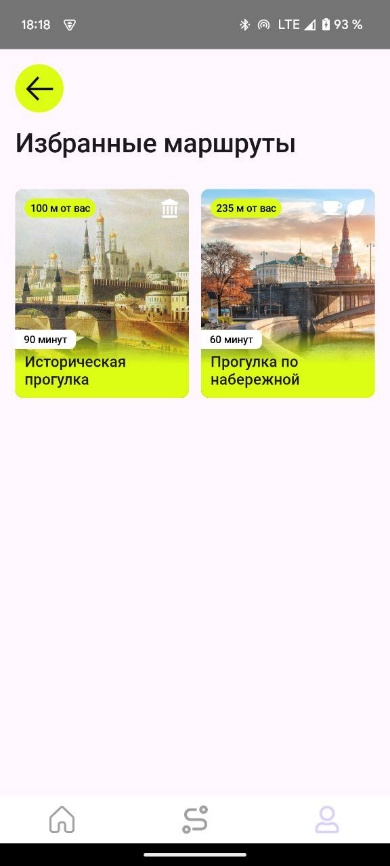 18:18 LTE 93 %
Избранные маршруты
100 м от вас
235 м от вас
90 минут
60 минут
Историческая
прогулка
Прогулка по
набережной